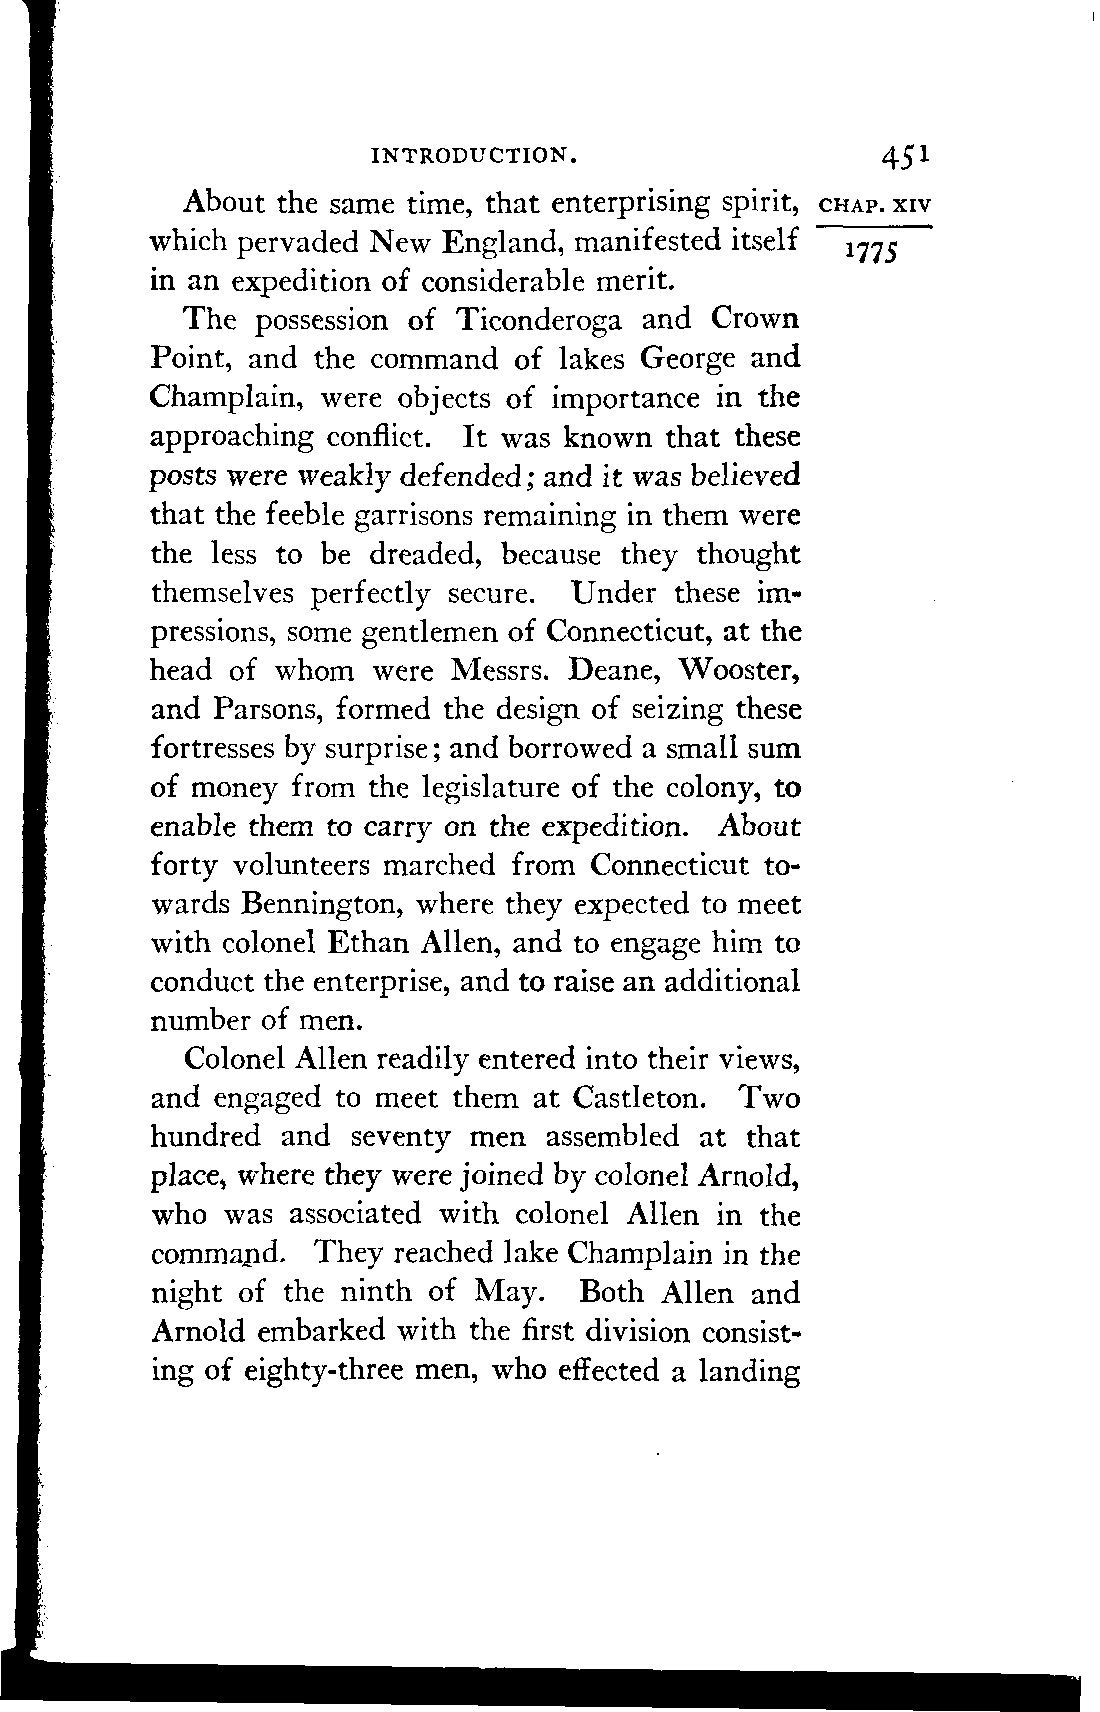 INTRODUCTION. 451
About the same time, that enterprising spirit, CHAP. XIV
which pervaded New England, manifested itself 1775
in an expedition of considerable merit.
The possession of Ticonderoga and Crown
Point, and the command of lakes George and
Champlain, were objects of importance in the
approaching conflict. It was known that these
posts were weakly defended; and it was believed
that the feeble garrisons remaining in them were
the less to be dreaded, because they thought
themselves perfectly secure. Under these im-
pressions, some gentlemen of Connecticut, at the
head of whom were Messrs. Deane, Wooster,
and Parsons, formed the design of seizing these
fortresses by surprise; and borrowed a small sum
of money from the legislature of the colony, to
enable them to carry on the expedition. About
forty volunteers marched from Connecticut to-
wards Bennington, where they expected to meet
with colonel Ethan Allen, and to engage him to
conduct the enterprise, and to raise an additional
number of men.
Colonel Allen readily entered into their views,
and engaged to meet them at Castleton. Two
hundred and seventy men assembled at that
place, where they were joined by colonel Arnold,
who was associated with colonel Allen in the
command. They reached lake Champlain in the
night of the ninth of May. Both Allen and
Arnold embarked with the first division consist-
ing of eighty-three men, who effected a landing